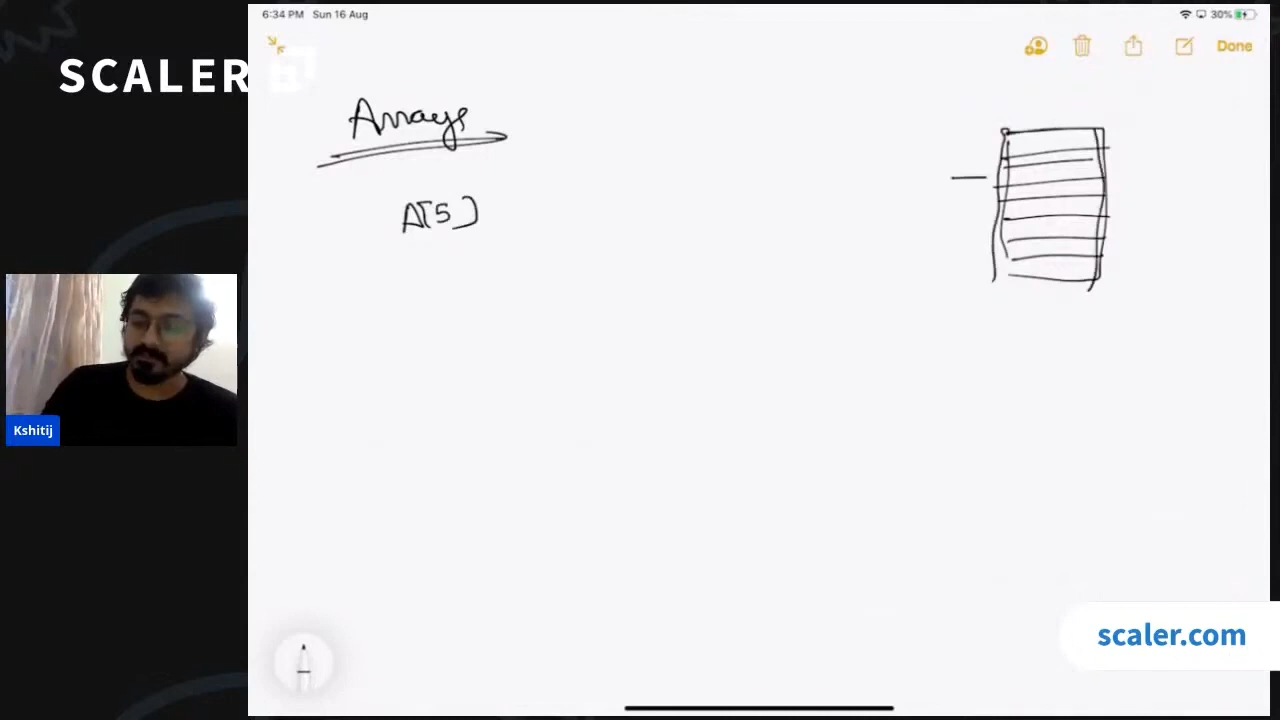 6:34 PM Sun 16 Aug
30%
SCALER
Done
Arrays
A[5]
Kshitij
scaler.com